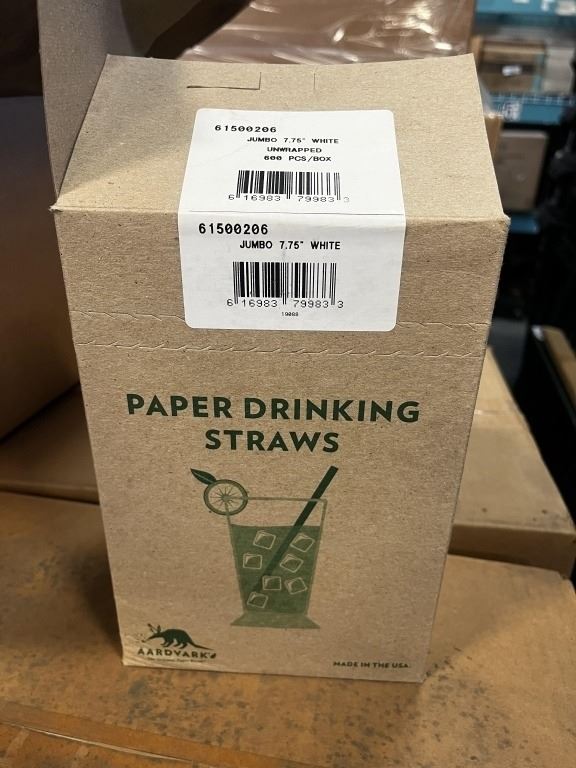 61500206
JUMBO 7.75" WHITE
UNWRAPPED
600 PCS/BOX
6 16983 79983 3
61500206
JUMBO 7.75" WHITE
6 16983 79983 3
19088
PAPER DRINKING
STRAWS
AARDVARK
MADE IN THE USA.